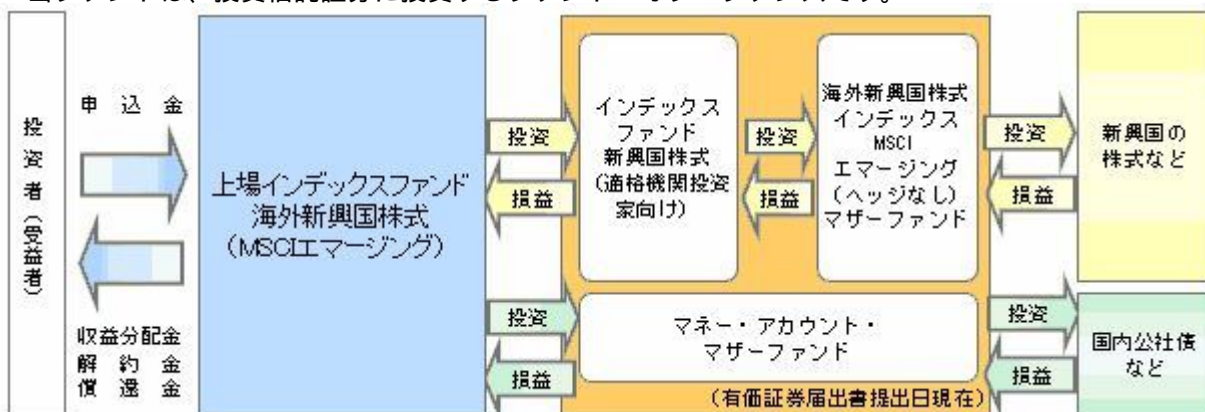 当ファンドは、投資信託証券に投資するファンド・オブ・ファンズです。
投資者(受益者)
申込金
収益分配金
解約金
償還金
上場インデックスファンド
海外新興国株式
(MSCIエマージング)
投資
損益
インデックス
ファンド
新興国株式
(適格機関投資
家向け)
投資
損益
海外新興国株式
インデックス
MSCI
エマージング
(ヘッジなし)
マザーファンド
投資
損益
新興国の
株式など
投資
損益
マネー・アカウント・
マザーファンド
投資
損益
国内公社債
など
(有価証券届出書提出日現在)